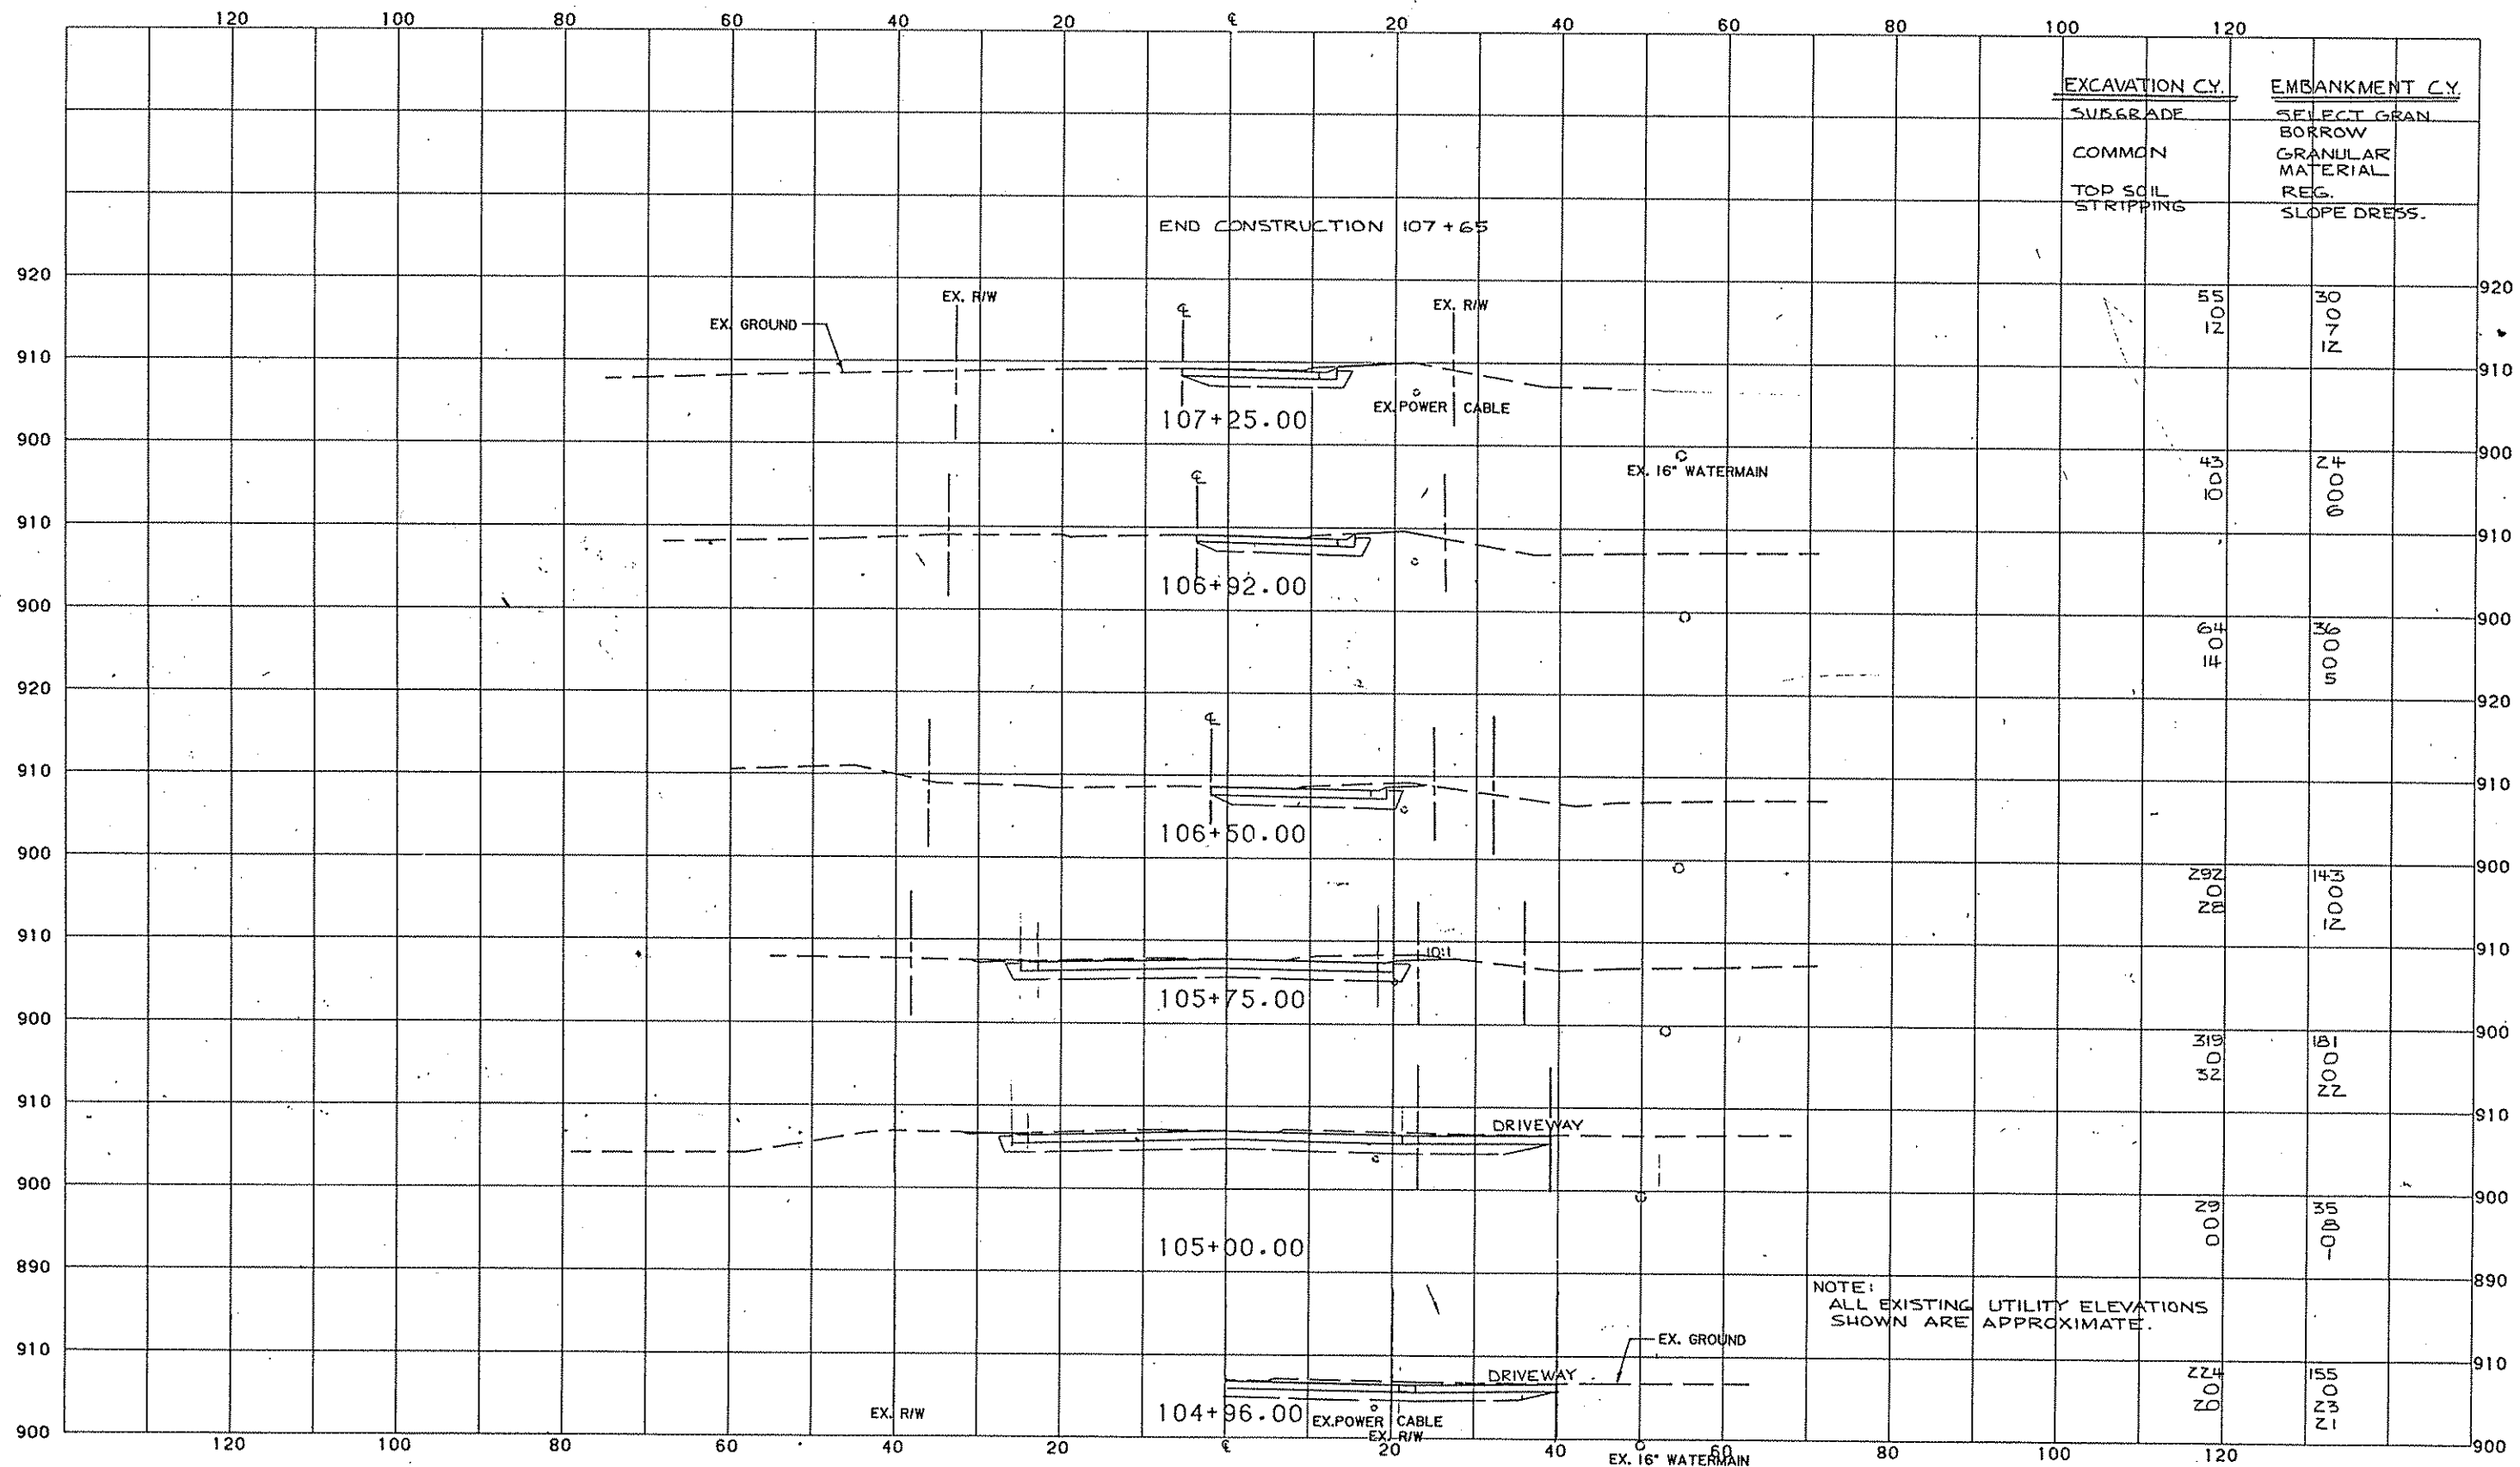 120 100 80 60 40 20 ℄ 20 40 60 80 100 120
EXCAVATION C.Y. EMBANKMENT C.Y.
SUBGRADE SELECT GRAN
BORROW
COMMON GRANULAR
MATERIAL
TOP SOIL REG.
STRIPPING SLOPE DRESS.
END CONSTRUCTION 107+65
920 920
EX. R/W EX. R/W 55 30
EX. GROUND ℄ 0 0
12 7
12
910 910
EX. POWER CABLE
107+25.00
900 900
EX. 16" WATERMAIN
℄ 43 24
0 0
10 0
6
910 910
106+92.00
900 900
64 36
0 0
14 0
5
920 920
℄
910 910
106+50.00
900 900
292 143
0 0
28 0
12
910 910
10:1
105+75.00
900 900
319 181
0 0
32 0
22
910 910
DRIVEWAY
900 900
29 35
0 8
0 0
1
105+00.00
890 890
NOTE:
ALL EXISTING UTILITY ELEVATIONS
SHOWN ARE APPROXIMATE.
EX. GROUND
910 910
DRIVEWAY
224 155
0 0
20 23
21
EX. R/W 104+96.00 EX.POWER CABLE
EX. R/W
900 900
120 100 80 60 40 20 ℄ 20 40 60 80 100 120
EX. 16" WATERMAIN